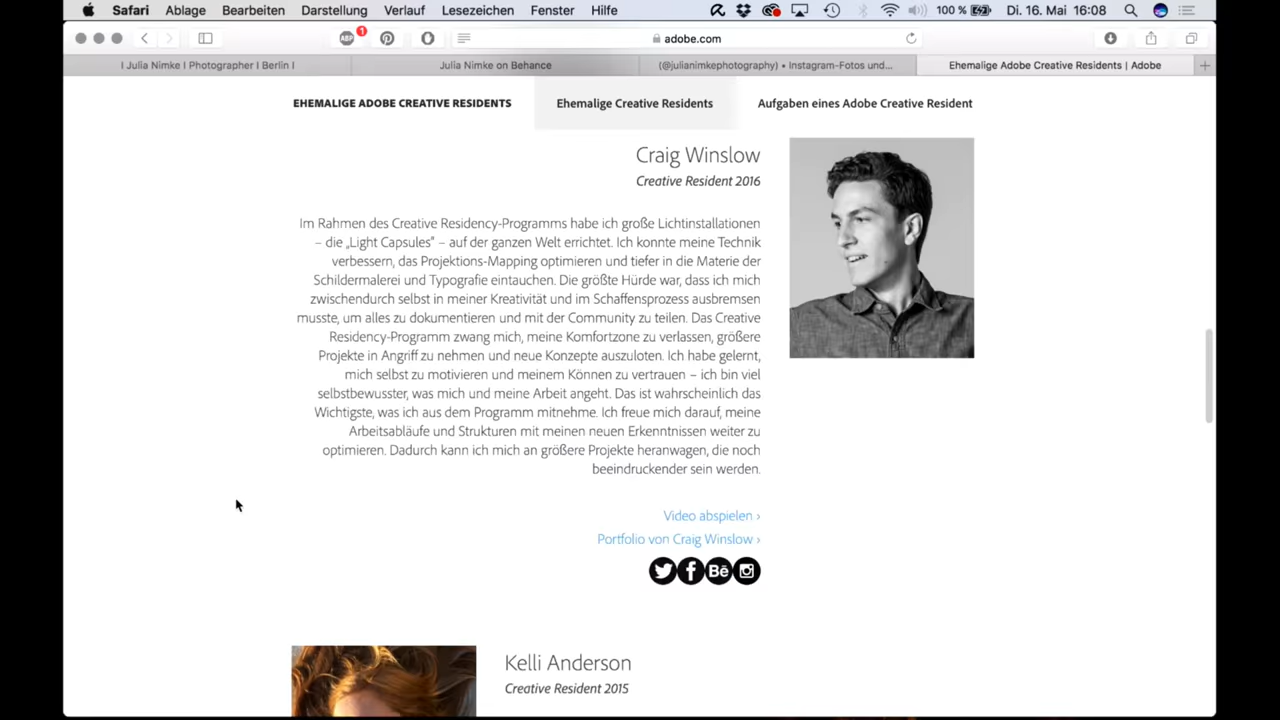 Safari Ablage Bearbeiten Darstellung Verlauf Lesezeichen Fenster Hilfe 100 % Di. 16. Mai 16:08
ABP 1 adobe.com
I Julia Nimke I Photographer I Berlin I Julia Nimke on Behance (@julianimkephotography) • Instagram-Fotos und... Ehemalige Adobe Creative Residents | Adobe
EHEMALIGE ADOBE CREATIVE RESIDENTS Ehemalige Creative Residents Aufgaben eines Adobe Creative Resident
Craig Winslow
Creative Resident 2016
Im Rahmen des Creative Residency-Programms habe ich große Lichtinstallationen
– die „Light Capsules“ – auf der ganzen Welt errichtet. Ich konnte meine Technik
verbessern, das Projektions-Mapping optimieren und tiefer in die Materie der
Schildermalerei und Typografie eintauchen. Die größte Hürde war, dass ich mich
zwischendurch selbst in meiner Kreativität und im Schaffensprozess ausbremsen
musste, um alles zu dokumentieren und mit der Community zu teilen. Das Creative
Residency-Programm zwang mich, meine Komfortzone zu verlassen, größere
Projekte in Angriff zu nehmen und neue Konzepte auszuloten. Ich habe gelernt,
mich selbst zu motivieren und meinem Können zu vertrauen – ich bin viel
selbstbewusster, was mich und meine Arbeit angeht. Das ist wahrscheinlich das
Wichtigste, was ich aus dem Programm mitnehme. Ich freue mich darauf, meine
Arbeitsabläufe und Strukturen mit meinen neuen Erkenntnissen weiter zu
optimieren. Dadurch kann ich mich an größere Projekte heranwagen, die noch
beeindruckender sein werden.
Video abspielen ›
Portfolio von Craig Winslow ›
Bē
Kelli Anderson
Creative Resident 2015